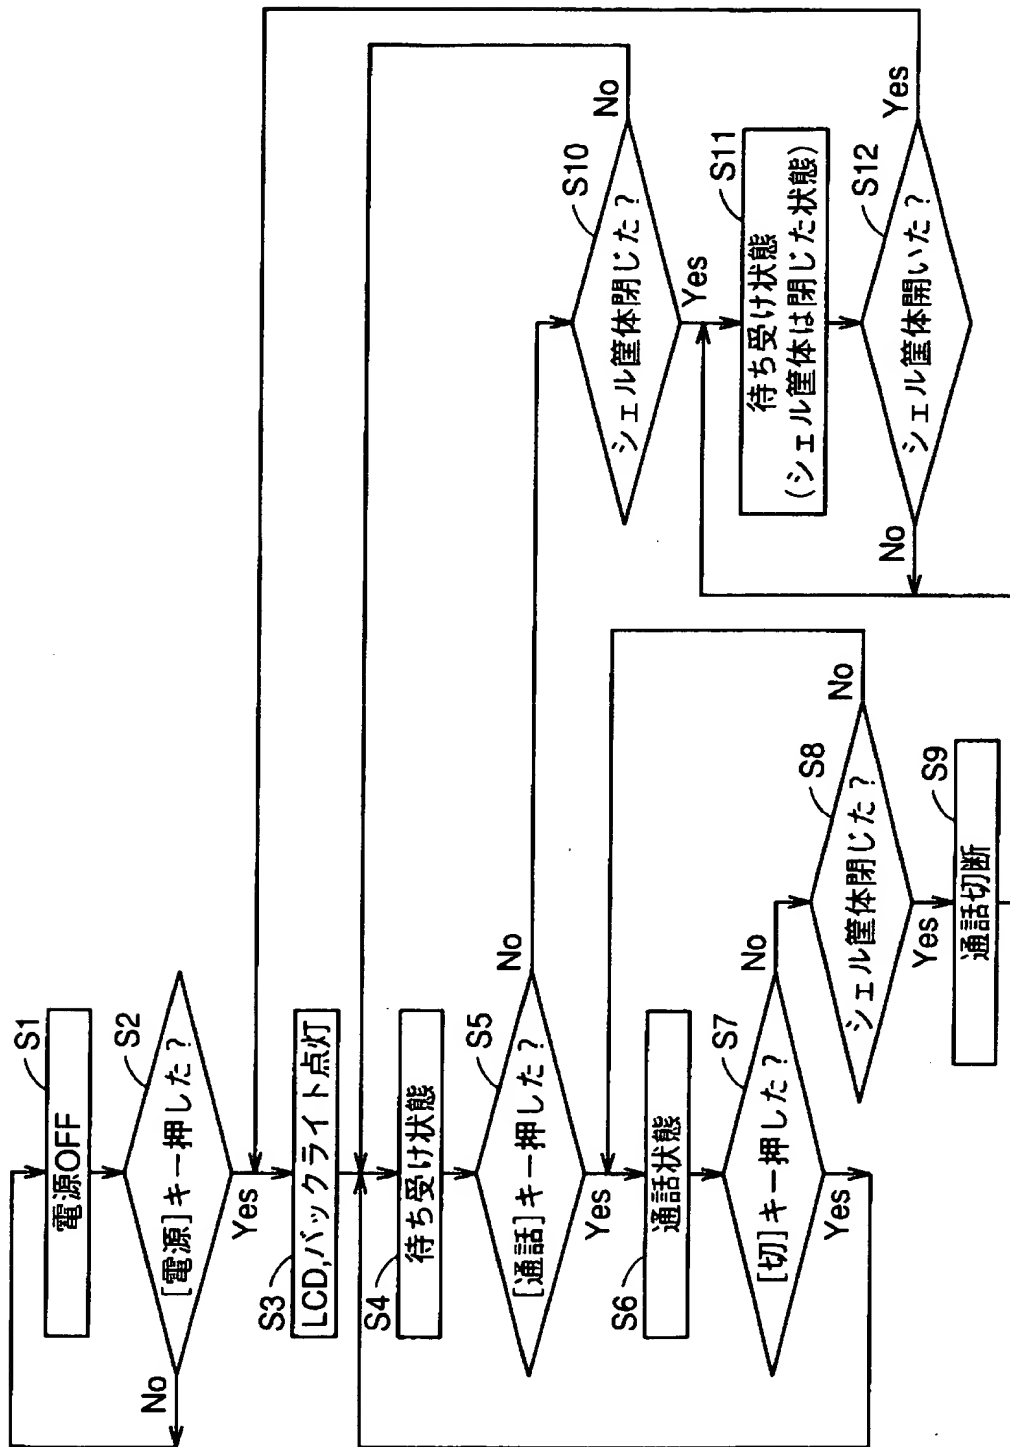 S1
電源OFF
S2
[電源]キー押した?
No
Yes
S3
LCD,バックライト点灯
S4
待ち受け状態
S5
[通話]キー押した?
No
Yes
S6
通話状態
S7
[切]キー押した?
No
Yes
S8
シェル筐体閉じた?
No
Yes
S9
通話切断
S10
シェル筐体閉じた?
No
Yes
S11
待ち受け状態
(シェル筐体は閉じた状態)
S12
シェル筐体開いた?
No
Yes